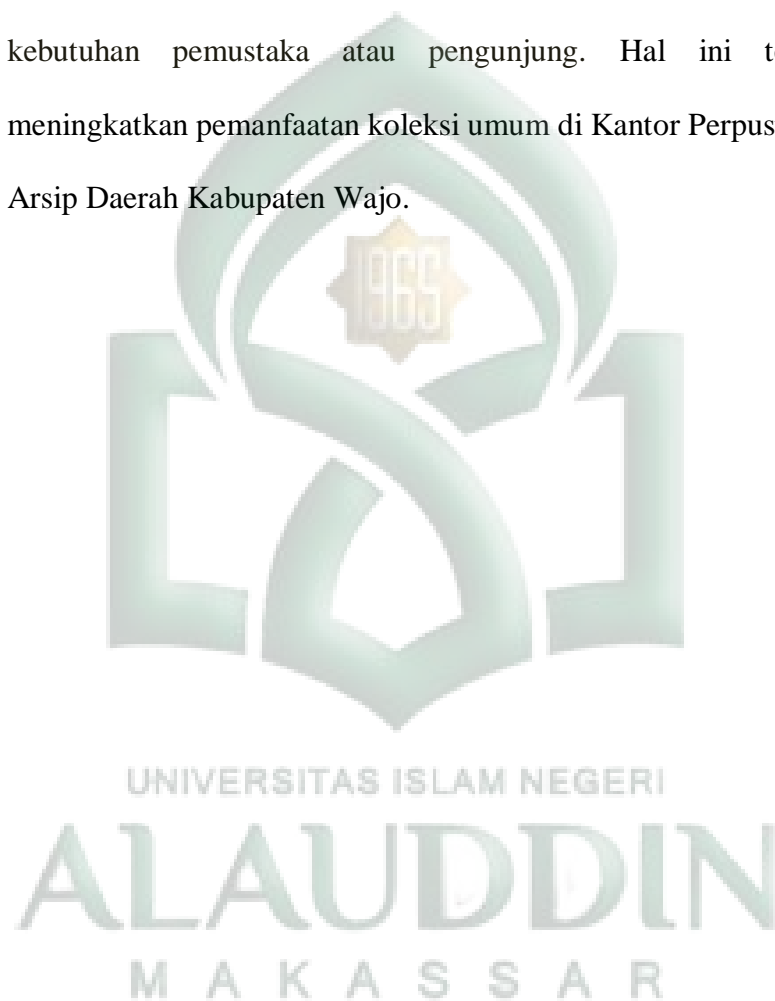 kebutuhan pemustaka atau pengunjung. Hal ini
meningkatkan pemanfaatan koleksi umum di Kantor
Arsip Daerah Kabupaten Wajo.
1965
UNIVERSITAS ISLAM NEGERI
ALAUDDIN
MAKASSAR